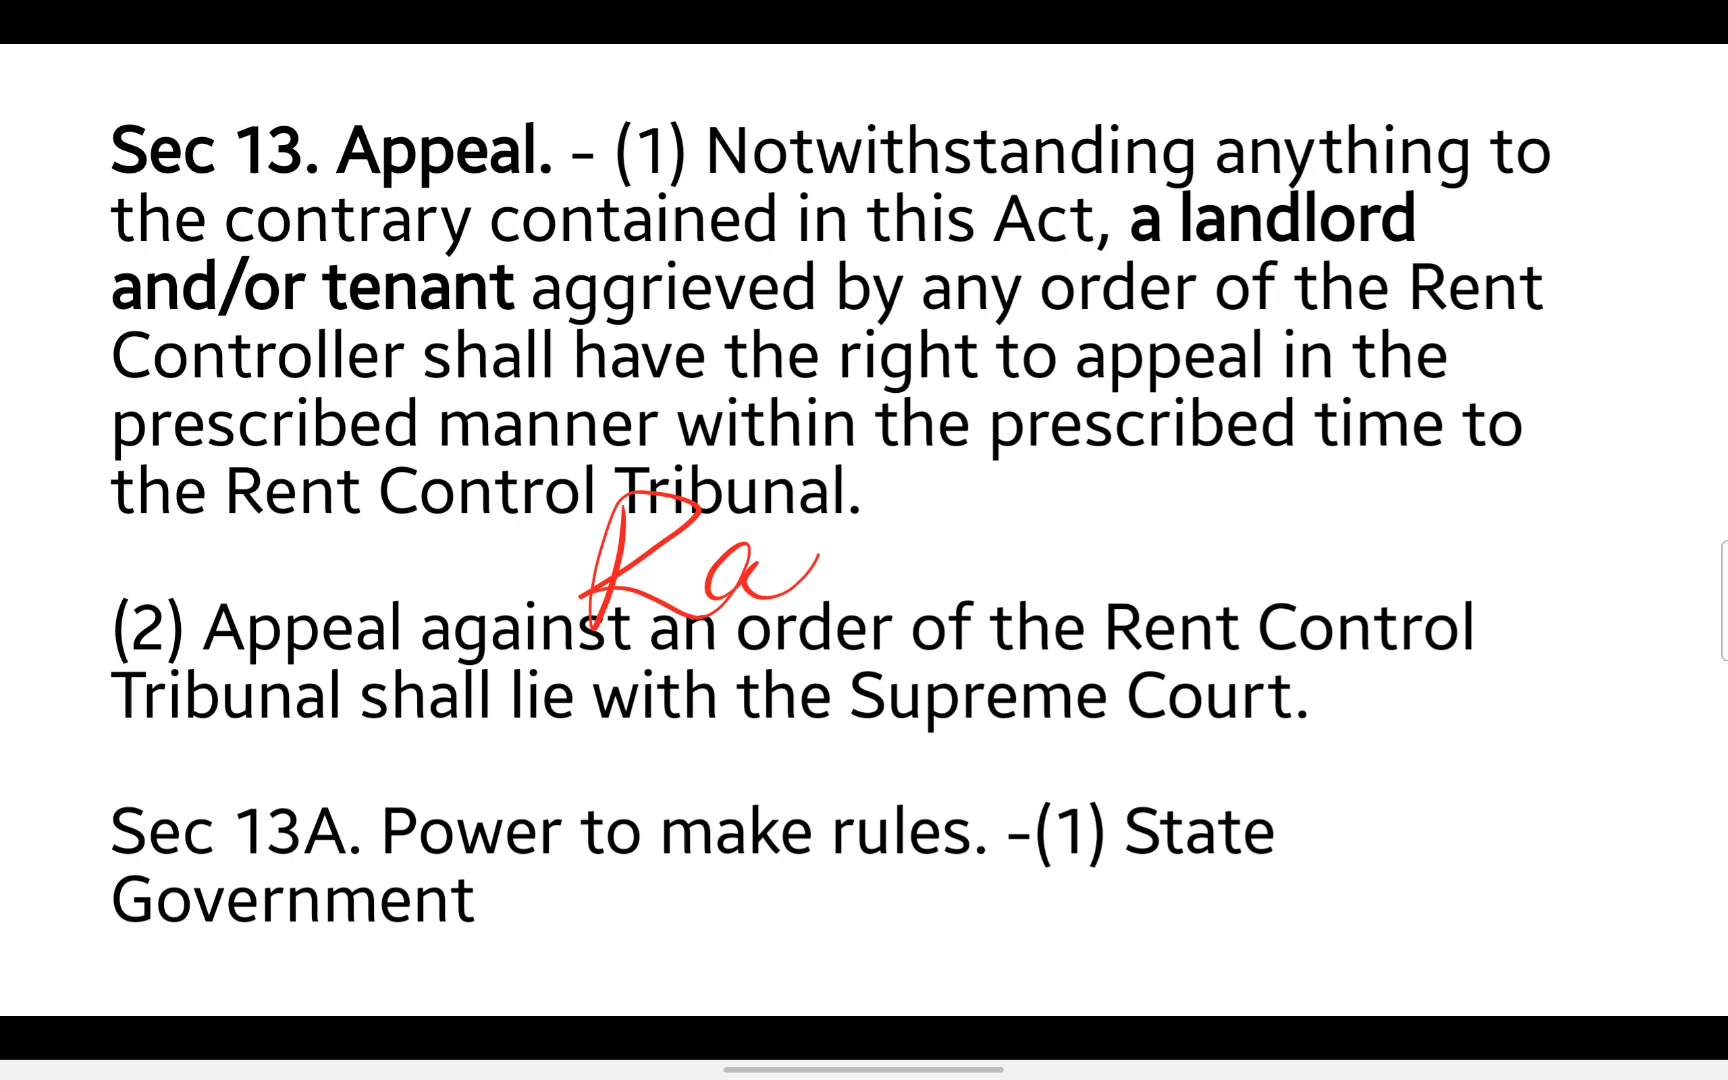 Sec 13. Appeal. - (1) Notwithstanding anything to
the contrary contained in this Act, a landlord
and/or tenant aggrieved by any order of the Rent
Controller shall have the right to appeal in the
prescribed manner within the prescribed time to
the Rent Control Tribunal.
Ra
(2) Appeal against an order of the Rent Control
Tribunal shall lie with the Supreme Court.
Sec 13A. Power to make rules. -(1) State
Government